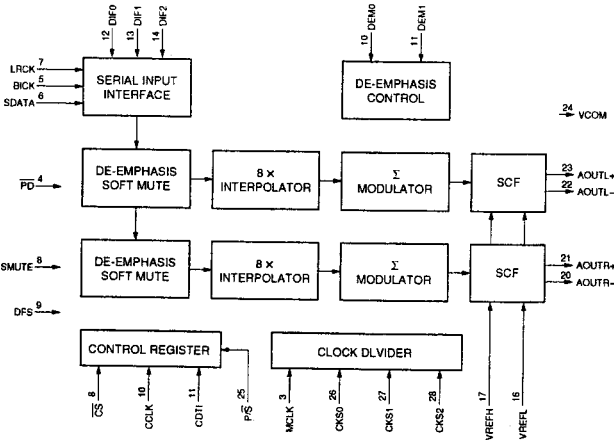 12 DIF0
13 DIF1
14 DIF2
10 DEM0
11 DEM1
LRCK 7
BICK 5
SDATA 6
SERIAL INPUT
INTERFACE
DE-EMPHASIS
CONTROL
24
VCOM
PD 4
DE-EMPHASIS
SOFT MUTE
8 ×
INTERPOLATOR
Σ
MODULATOR
SCF
23
AOUTL+
22
AOUTL−
SMUTE 8
DE-EMPHASIS
SOFT MUTE
8 ×
INTERPOLATOR
Σ
MODULATOR
SCF
21
AOUTR+
20
AOUTR−
DFS 9
CONTROL REGISTER
CLOCK DLVIDER
CS 8
CCLK 10
CDTI 11
P/S 25
MCLK 3
CKS0 26
CKS1 27
CKS2 28
VREFH 17
VREFL 16